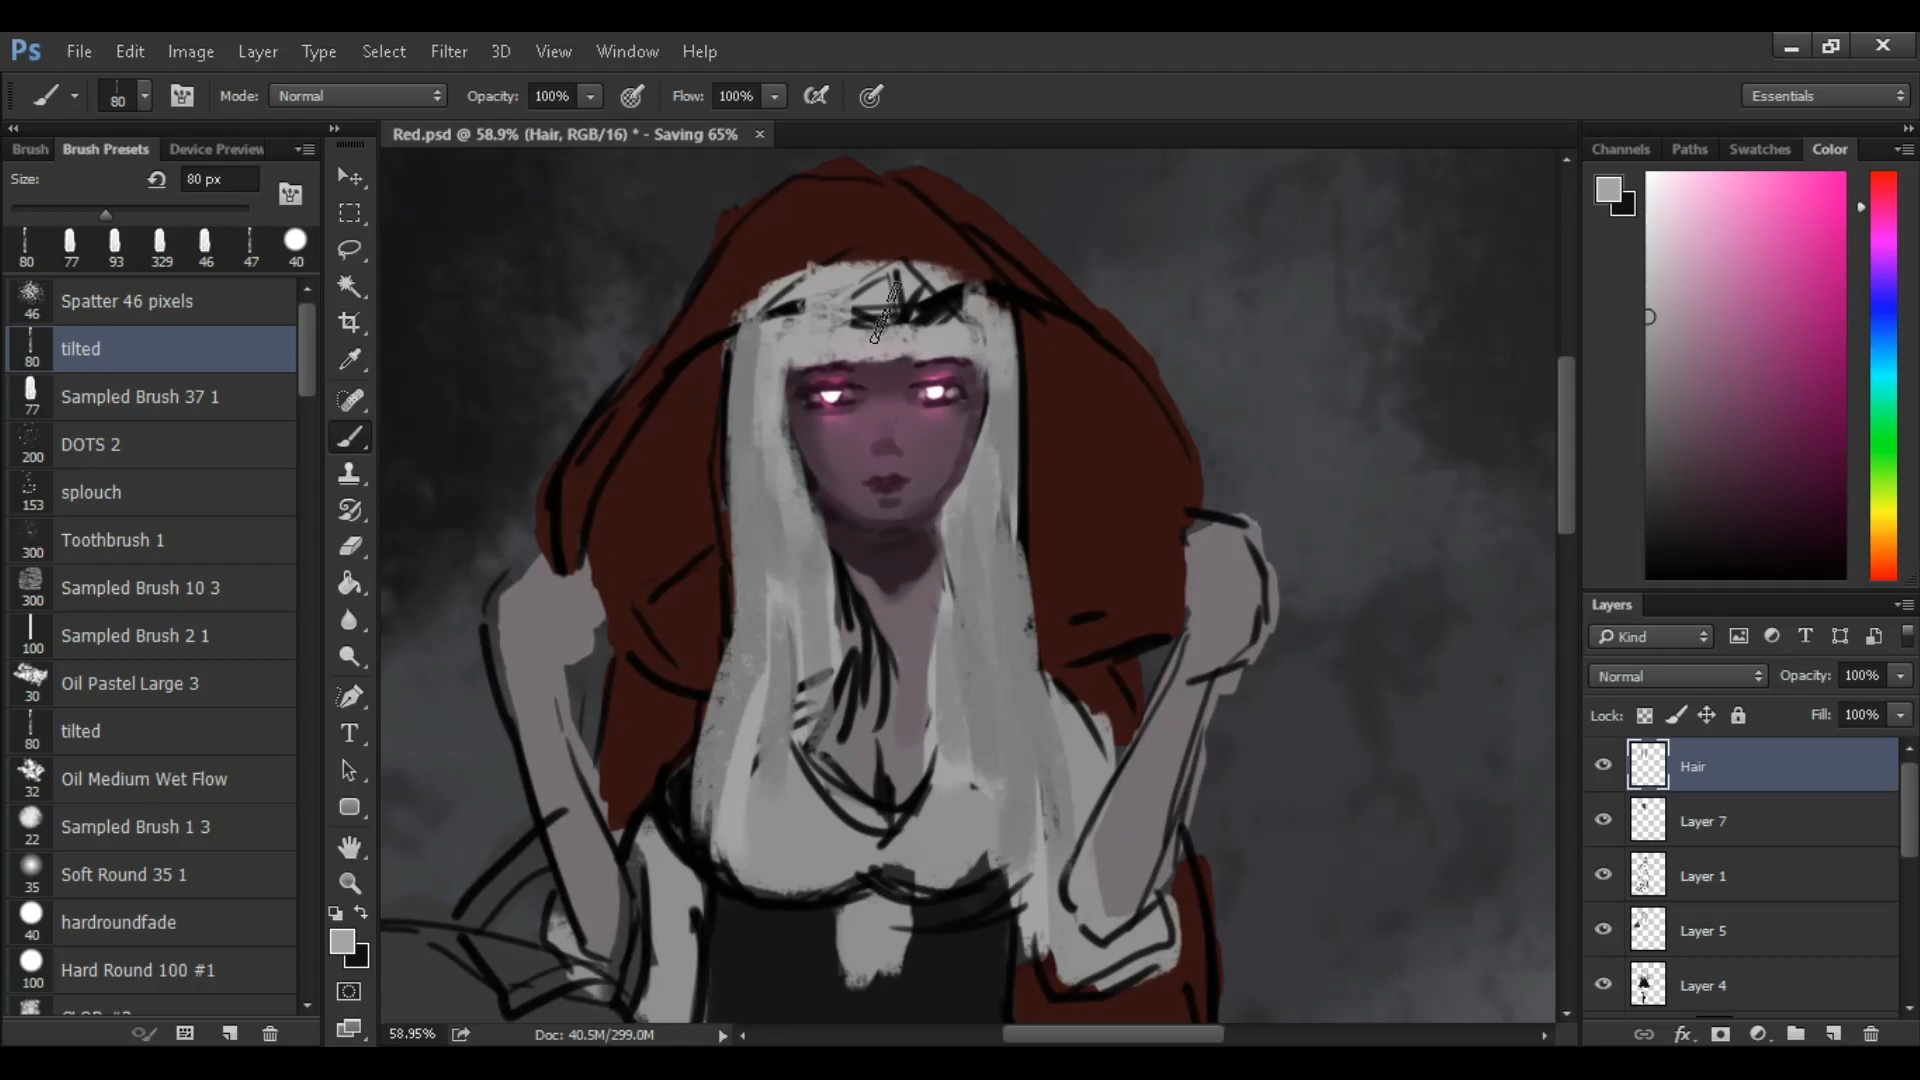 Ps File Edit Image Layer Type Select Filter 3D View Window Help
80 Mode: Normal Opacity: 100% Flow: 100% Essentials
Red.psd @ 58.9% (Hair, RGB/16) * - Saving 65%
Brush Brush Presets Device Preview
Channels Paths Swatches Color
Size: 80 px
80 77 93 329 46 47 40
Spatter 46 pixels
46
tilted
80
Sampled Brush 37 1
77
DOTS 2
200
splouch
153
Toothbrush 1
300
Sampled Brush 10 3
300
Sampled Brush 2 1
100
Oil Pastel Large 3
30
tilted
80
Oil Medium Wet Flow
32
Sampled Brush 1 3
22
Soft Round 35 1
35
hardroundfade
40
Hard Round 100 #1
100
Layers
Kind
Normal Opacity: 100%
Lock: Fill: 100%
Hair
Layer 7
Layer 1
Layer 5
Layer 4
58.95% Doc: 40.5M/299.0M
fx